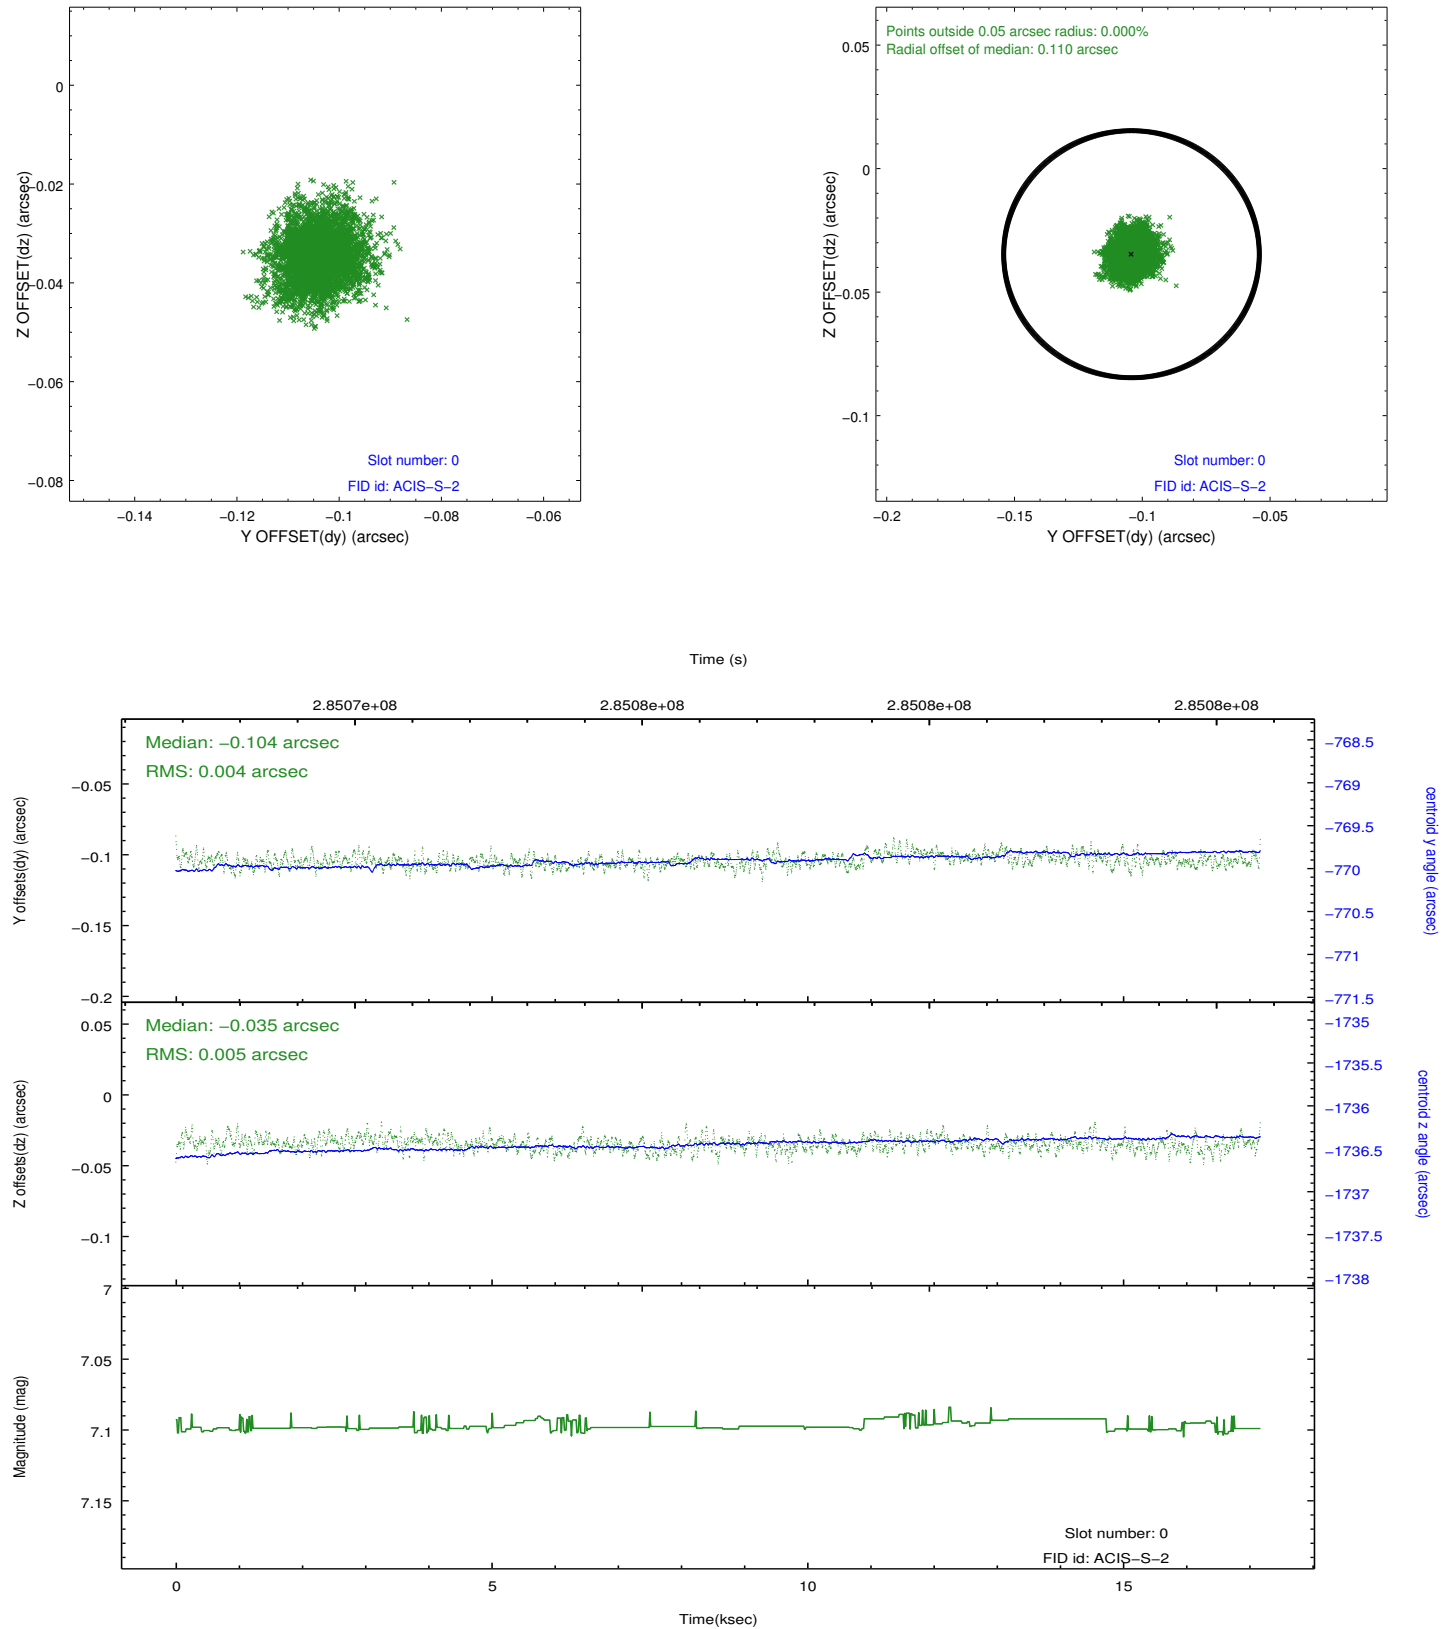 0
−0.02
−0.04
−0.06
−0.08
Z OFFSET(dz) (arcsec)
Slot number: 0
FID id: ACIS−S−2
−0.14 −0.12 −0.1 −0.08 −0.06
Y OFFSET(dy) (arcsec)
Points outside 0.05 arcsec radius: 0.000%
Radial offset of median: 0.110 arcsec
0.05
0
−0.05
−0.1
Z OFFSET(dz) (arcsec)
Slot number: 0
FID id: ACIS−S−2
−0.2 −0.15 −0.1 −0.05
Y OFFSET(dy) (arcsec)
Time (s)
2.8507e+08 2.8508e+08 2.8508e+08 2.8508e+08
Median: −0.104 arcsec
RMS: 0.004 arcsec
−0.05
−0.1
−0.15
−0.2
Y offsets(dy) (arcsec)
−768.5
−769
−769.5
−770
−770.5
−771
−771.5
centroid y angle (arcsec)
Median: −0.035 arcsec
RMS: 0.005 arcsec
0.05
0
−0.05
−0.1
Z offsets(dz) (arcsec)
−1735
−1735.5
−1736
−1736.5
−1737
−1737.5
−1738
centroid z angle (arcsec)
7
7.05
7.1
7.15
Magnitude (mag)
Slot number: 0
FID id: ACIS−S−2
0 5 10 15
Time(ksec)